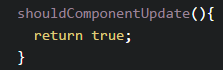 shouldComponentUpdate(){
  return true;
}